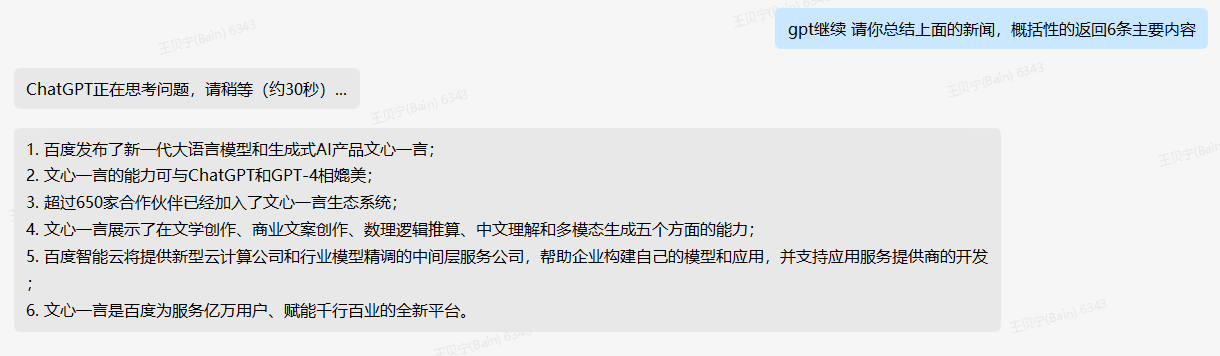 gpt继续 请你总结上面的新闻，概括性的返回6条主要内容
ChatGPT正在思考问题，请稍等（约30秒）...
1. 百度发布了新一代大语言模型和生成式AI产品文心一言；
2. 文心一言的能力可与ChatGPT和GPT-4相媲美；
3. 超过650家合作伙伴已经加入了文心一言生态系统；
4. 文心一言展示了在文学创作、商业文案创作、数理逻辑推算、中文理解和多模态生成五个方面的能力；
5. 百度智能云将提供新型云计算公司和行业模型精调的中间层服务公司，帮助企业构建自己的模型和应用，并支持应用服务提供商的开发
；
6. 文心一言是百度为服务亿万用户、赋能千行百业的全新平台。
王贝宁(Bain) 6343
王贝宁(Bain) 6343
王贝宁(Bain) 6343
王贝宁(Bain) 6343
王贝宁(Bain)
王贝宁(Bain) 6343
王贝宁(Bain) 6343